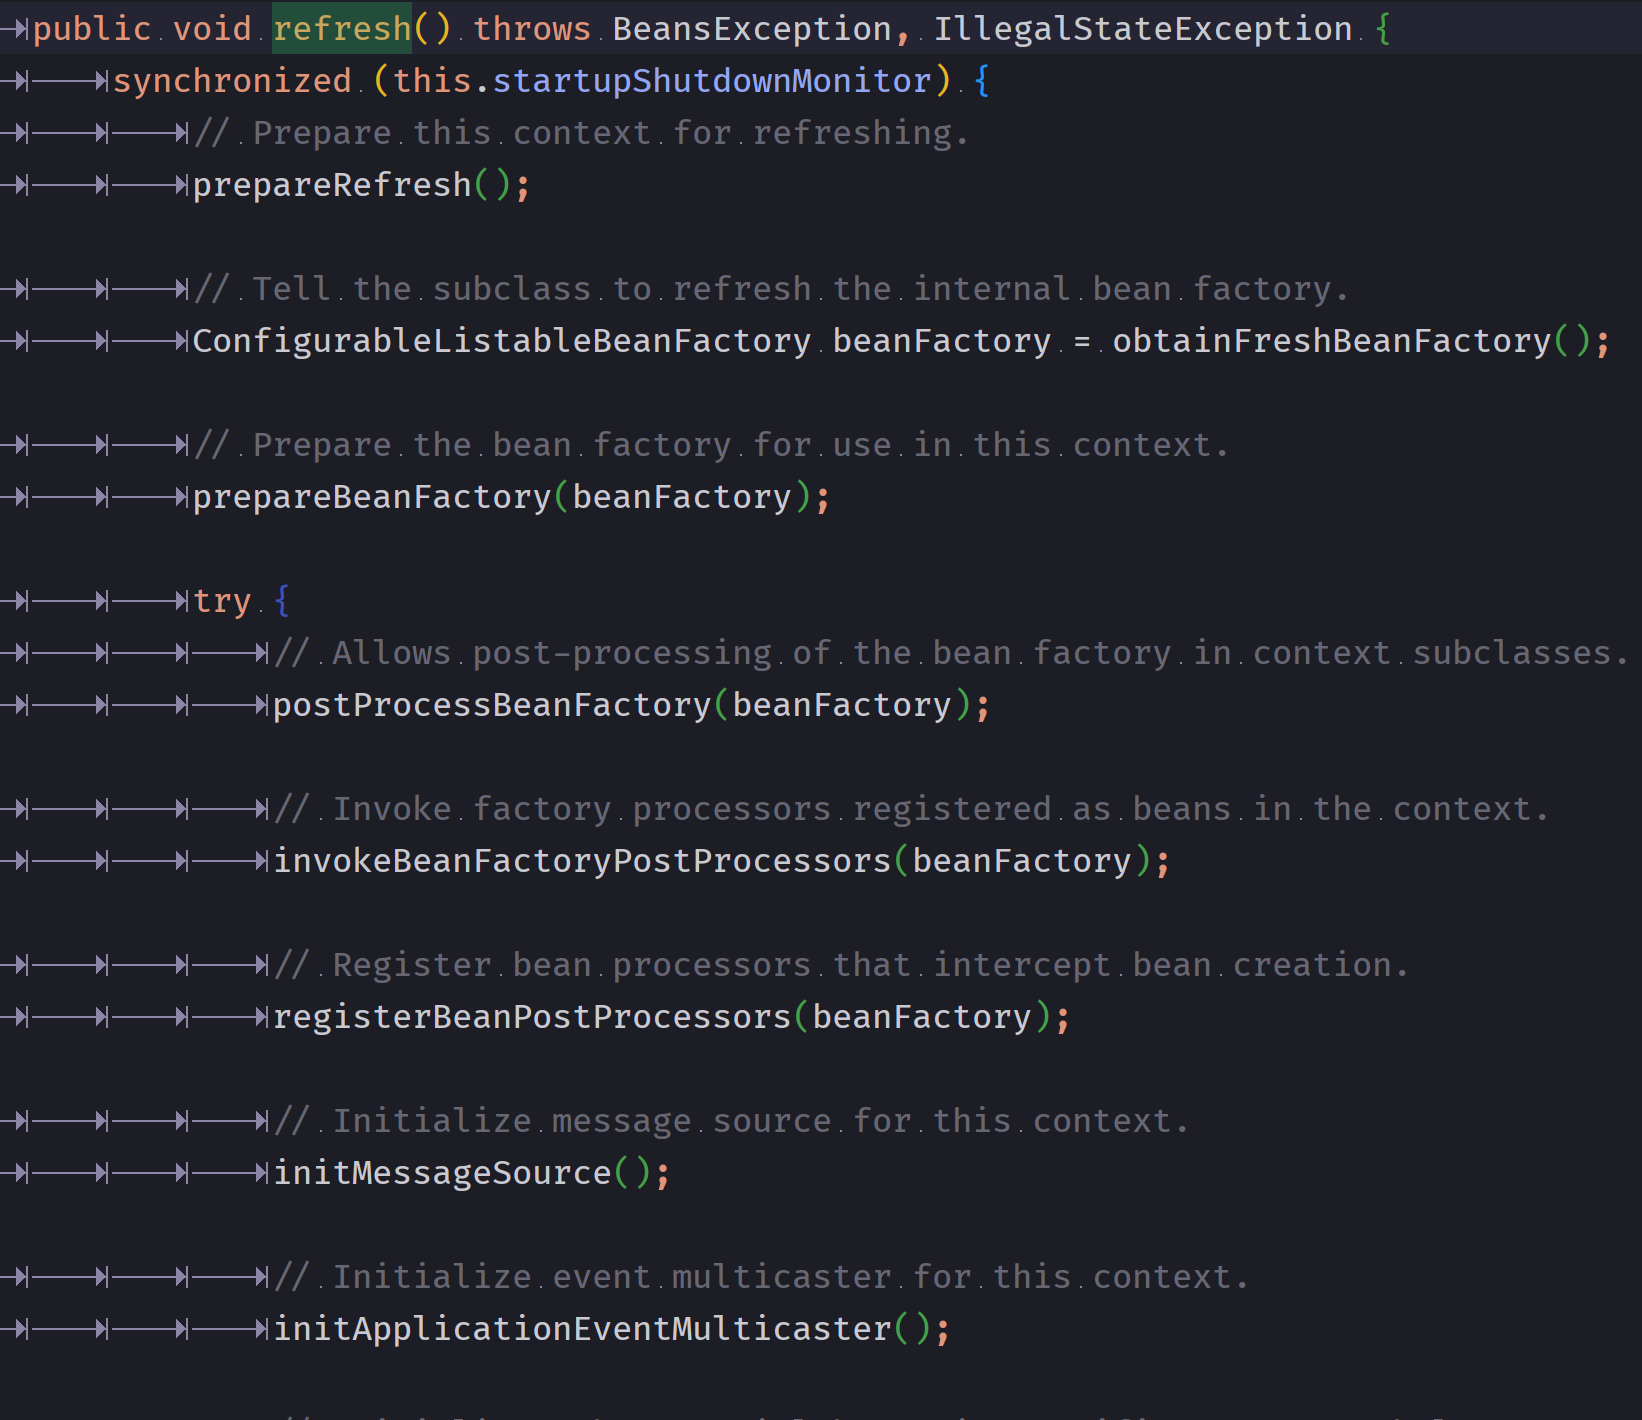 public void refresh() throws BeansException, IllegalStateException {
synchronized (this.startupShutdownMonitor) {
// Prepare this context for refreshing.
prepareRefresh();
// Tell the subclass to refresh the internal bean factory.
ConfigurableListableBeanFactory beanFactory = obtainFreshBeanFactory();
// Prepare the bean factory for use in this context.
prepareBeanFactory(beanFactory);
try {
// Allows post-processing of the bean factory in context subclasses.
postProcessBeanFactory(beanFactory);
// Invoke factory processors registered as beans in the context.
invokeBeanFactoryPostProcessors(beanFactory);
// Register bean processors that intercept bean creation.
registerBeanPostProcessors(beanFactory);
// Initialize message source for this context.
initMessageSource();
// Initialize event multicaster for this context.
initApplicationEventMulticaster();